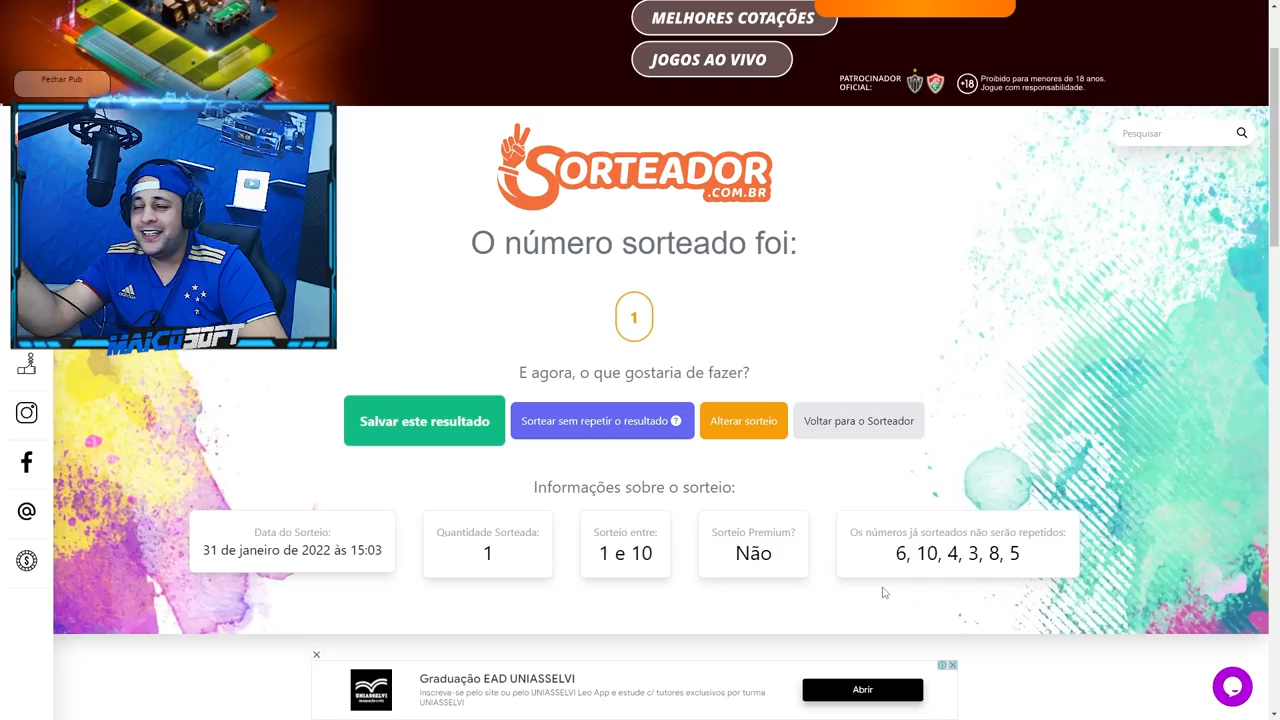 MELHORES COTAÇÕES
JOGOS AO VIVO
Fechar Pub
PATROCINADOR
OFICIAL:
+18
Proibido para menores de 18 anos.
Jogue com responsabilidade.
Pesquisar
SORTEADOR
.COM.BR
O número sorteado foi:
1
MAICOSOFT
E agora, o que gostaria de fazer?
Salvar este resultado
Sortear sem repetir o resultado ?
Alterar sorteio
Voltar para o Sorteador
Informações sobre o sorteio:
Data do Sorteio:
31 de janeiro de 2022 às 15:03
Quantidade Sorteada:
1
Sorteio entre:
1 e 10
Sorteio Premium?
Não
Os números já sorteados não serão repetidos:
6, 10, 4, 3, 8, 5
UNIASSELVI
Graduação EAD UNIASSELVI
Inscreva-se pelo site ou pelo UNIASSELVI Leo App e estude c/ tutores exclusivos por turma
UNIASSELVI
Abrir